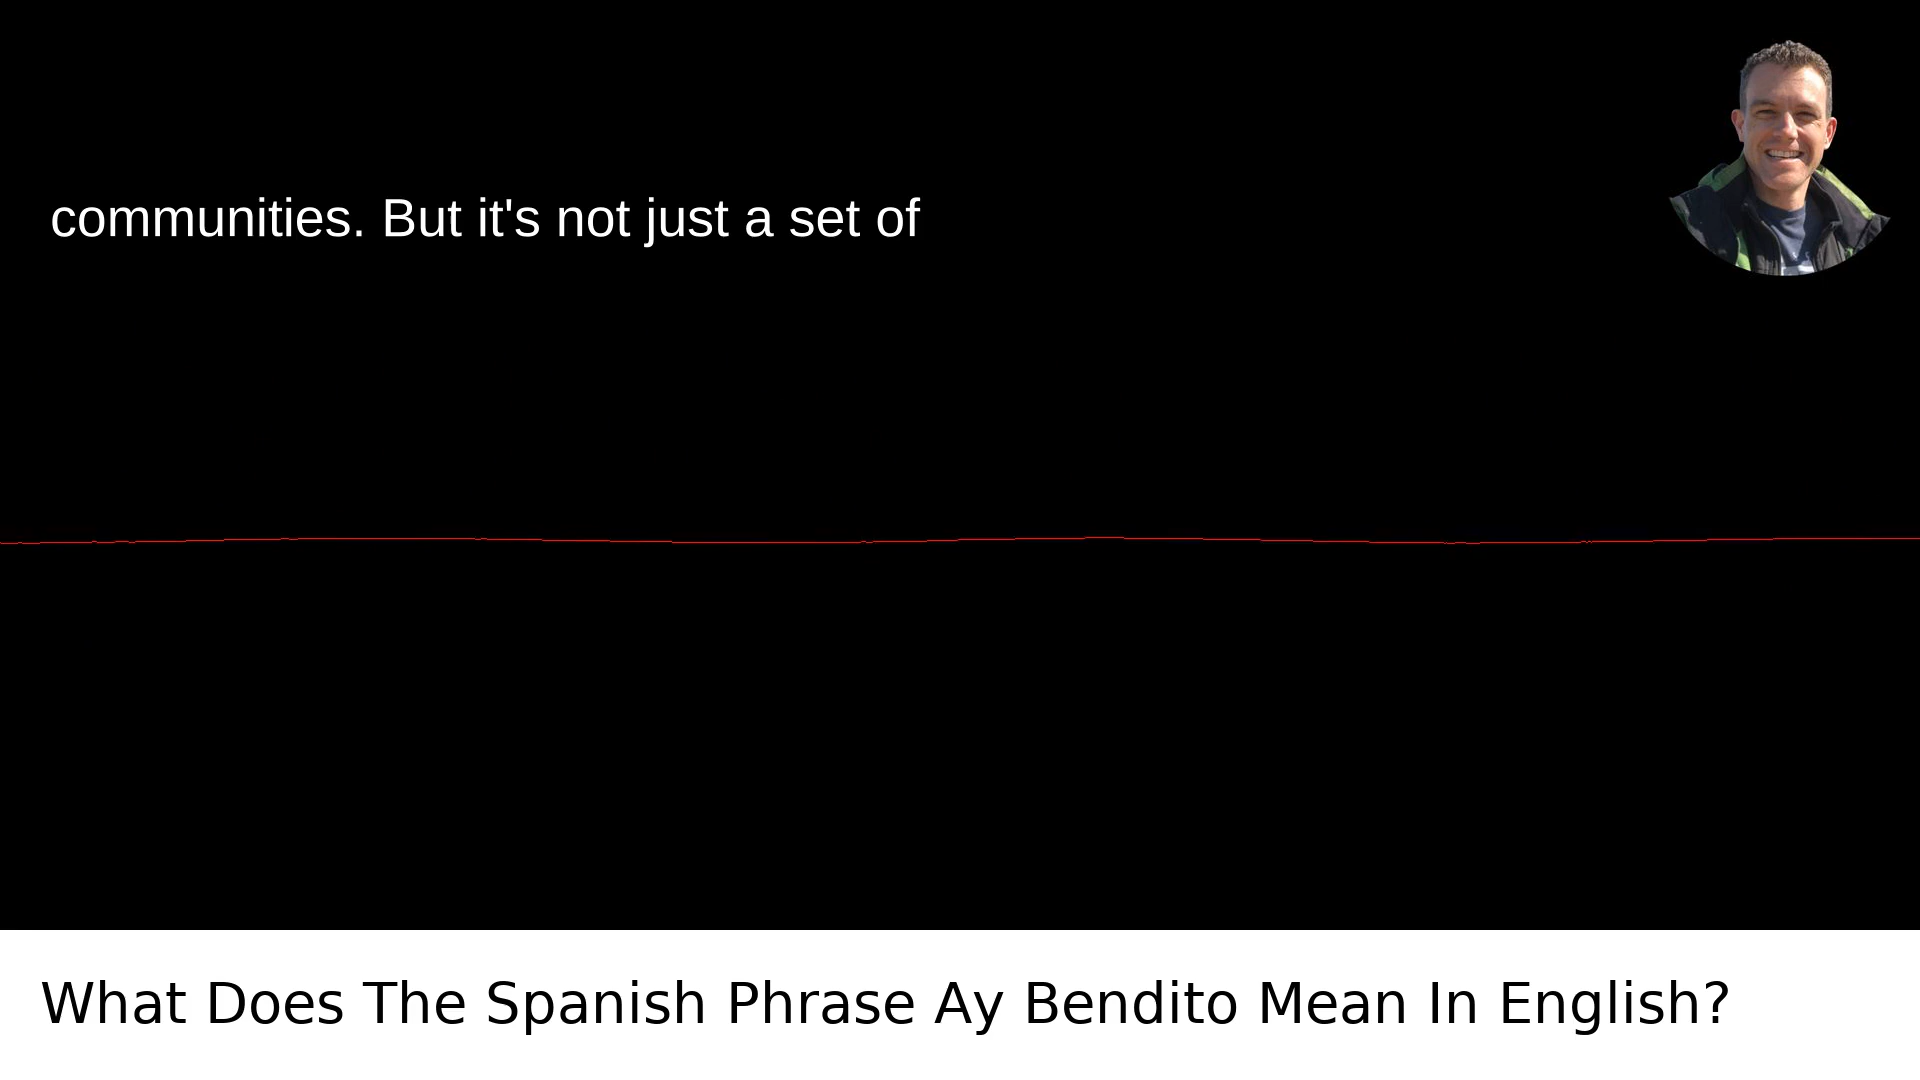 communities. But it's not just a set of
What Does The Spanish Phrase Ay Bendito Mean In English?